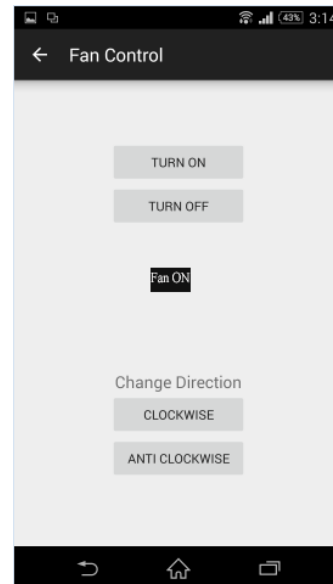 43% 3:14
Fan Control
TURN ON
TURN OFF
Fan ON
Change Direction
CLOCKWISE
ANTI CLOCKWISE